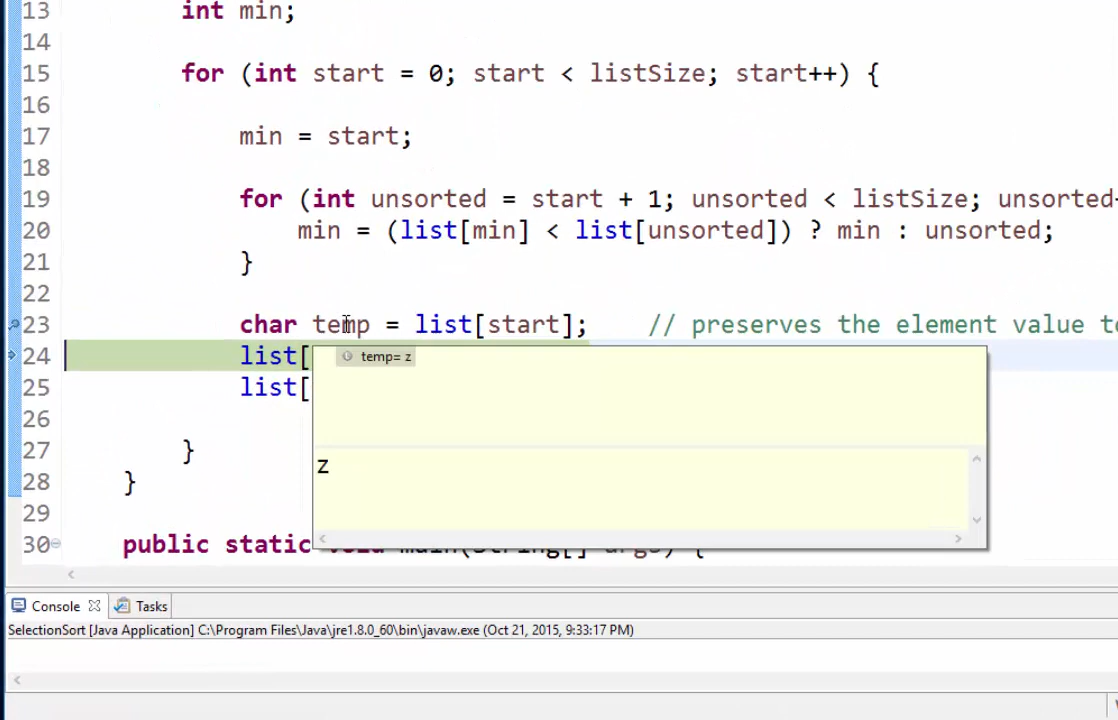 13 int min;
14
15 for (int start = 0; start < listSize; start++) {
16
17 min = start;
18
19 for (int unsorted = start + 1; unsorted < listSize; unsorted
20 min = (list[min] < list[unsorted]) ? min : unsorted;
21 }
22
23 char temp = list[start]; // preserves the element value
24 list[
temp= z
25 list[
26
z
27 }
28 }
29
30 public static void main(String[] args) {
Console Tasks
SelectionSort [Java Application] C:\Program Files\Java\jre1.8.0_60\bin\javaw.exe (Oct 21, 2015, 9:33:17 PM)